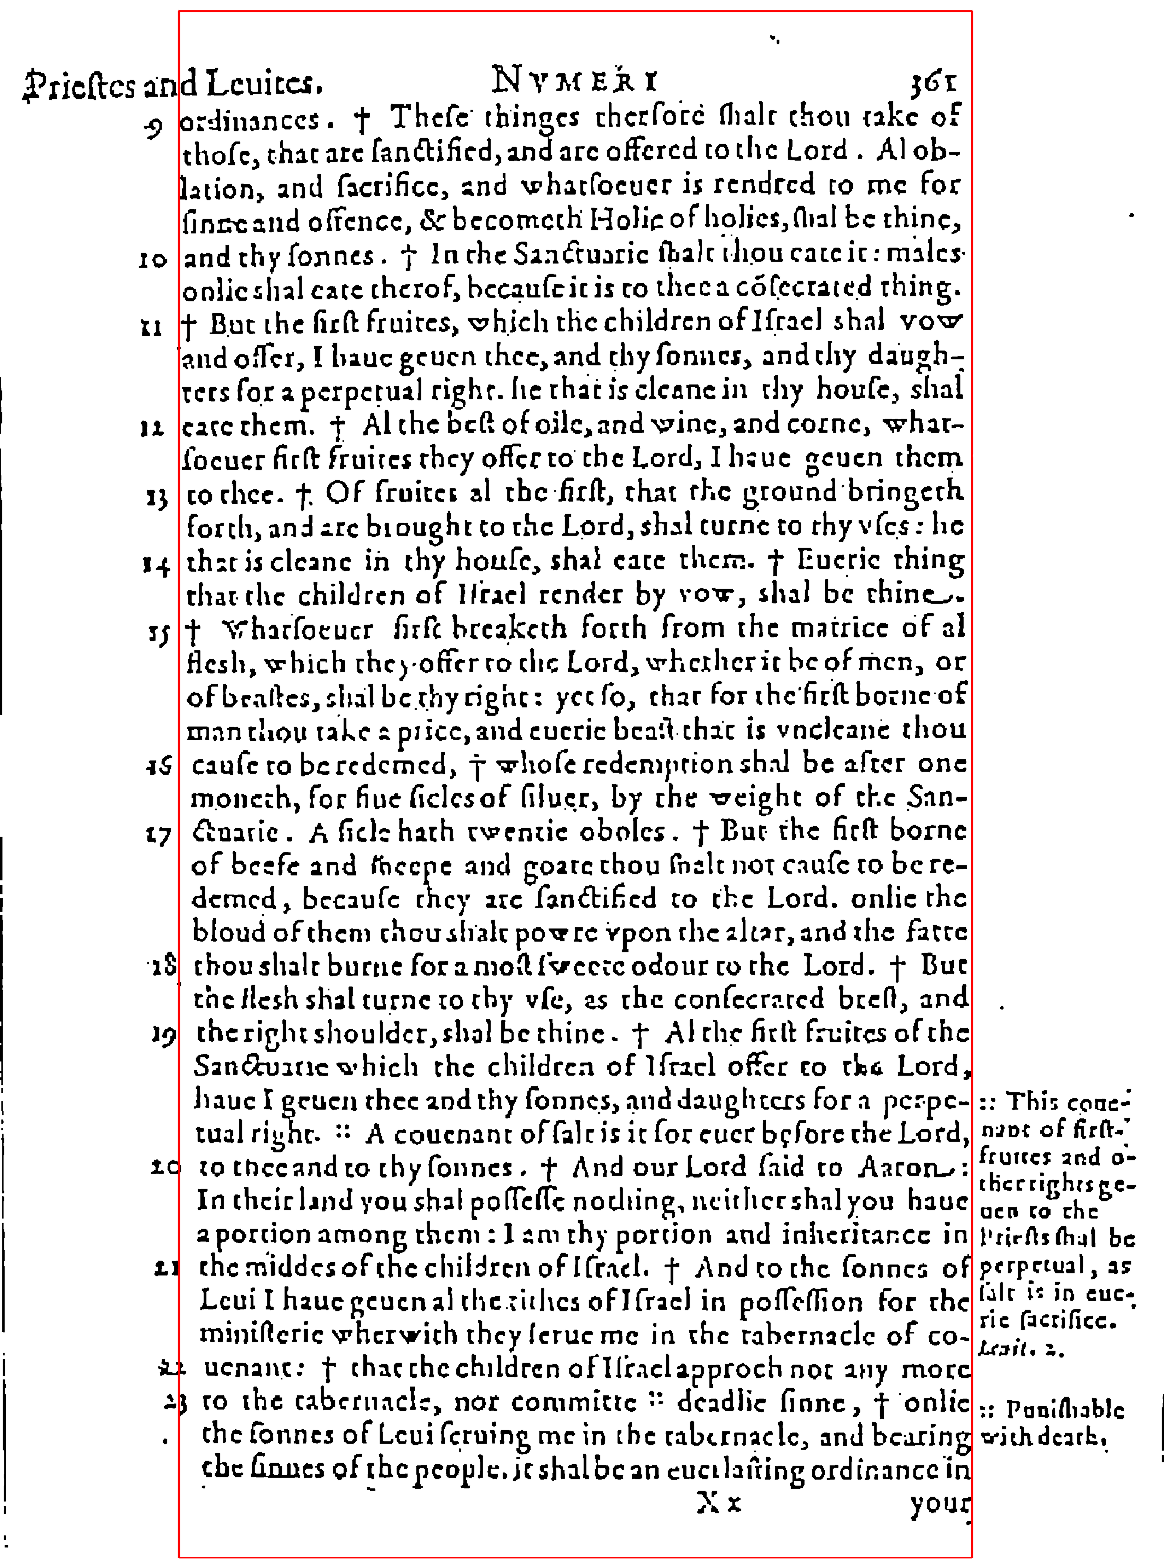 Prieſtes and Leuites. NVMERI 361
9 ordinances. † Theſe thinges therfore ſhalt thou take of
thoſe, that are ſanctified, and are offered to the Lord. Al ob-
lation, and ſacrifice, and whatſoeuer is rendred to me for
ſinne and offence, & becometh Holie of holies, ſhal be thine,
10 and thy ſonnes. † In the Sanctuarie ſhalt thou eate it: males
onlie shal eate therof, becauſe it is to thee a cõſecrated thing.
11 † But the firſt fruites, which the children of Iſrael shal vow
and offer, I haue geuen thee, and thy ſonnes, and thy daugh-
ters for a perpetual right. he that is cleane in thy houſe, shal
12 eate them. † Al the beſt of oile, and wine, and corne, what-
ſoeuer firſt fruites they offer to the Lord, I haue geuen them
13 to thee. † Of fruites al the firſt, that the ground bringeth
forth, and are brought to the Lord, shal turne to thy vſes: he
14 that is cleane in thy houſe, shal eate them. † Euerie thing
that the children of Iſrael render by vow, shal be thine.
15 † Whatſoeuer firſt breaketh forth from the matrice of al
flesh, which they offer to the Lord, whether it be of men, or
of beaſtes, shal be thy right: yet ſo, that for the firſt borne of
man thou take a price, and euerie beaſt that is vncleane thou
16 cauſe to be redemed, † whoſe redemption shal be after one
moneth, for fiue ſicles of ſiluer, by the weight of the San-
17 ctuarie. A ſicle hath twentie oboles. † But the firſt borne
of beefe and ſheepe and goate thou ſhalt not cauſe to be re-
demed, becauſe they are ſanctified to the Lord. onlie the
bloud of them thou shalt powre vpon the altar, and the fatte
18 thou shalt burne for a moſt ſweete odour to the Lord. † But
the flesh shal turne to thy vſe, as the conſecrated breſt, and
19 the right shoulder, shal be thine. † Al the firſt fruites of the
Sanctuarie which the children of Iſrael offer to the Lord,
haue I geuen thee and thy ſonnes, and daughters for a perpe-
tual right. :: A couenant of ſalt is it for euer before the Lord,
20 to thee and to thy ſonnes. † And our Lord ſaid to Aaron:
In their land you shal poſſeſſe nothing, neither shal you haue
a portion among them: I am thy portion and inheritance in
21 the middes of the children of Iſrael. † And to the ſonnes of
Leui I haue geuen al the tithes of Iſrael in poſſeſſion for the
miniſterie wherwith they ſerue me in the tabernacle of co-
22 uenant: † that the children of Iſrael approch not any more
23 to the tabernacle, nor committe :: deadlie ſinne, † onlie
the ſonnes of Leui ſeruing me in the tabernacle, and bearing
the ſinnes of the people. it shal be an euerlaſting ordinance in
Xx your
:: This coue-
nant of firſt-
fruites and o-
ther rights ge-
uen to the
Prieſts ſhal be
perpetual, as
ſalt is in eue-
rie ſacrifice.
Leuit. 2.
:: Puniſhable
with death.